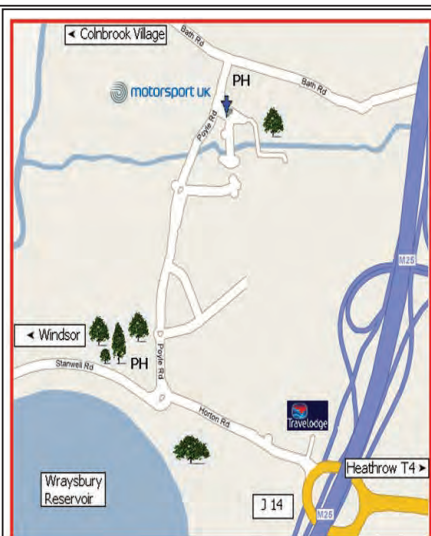 ◄ Colnbrook Village
Bath Rd
Bath Rd
motorsport uk
PH
Poyle Rd
M25
◄ Windsor
PH
Stanwell Rd
Poyle Rd
Horton Rd
Travelodge
Heathrow T4 ►
Wraysbury
Reservoir
J 14
M25